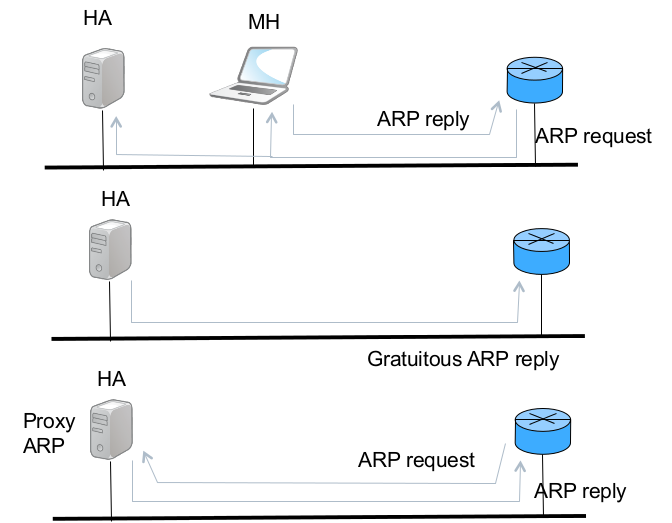 HA
MH
ARP reply
ARP request
HA
Gratuitous ARP reply
HA
Proxy
ARP
ARP request
ARP reply